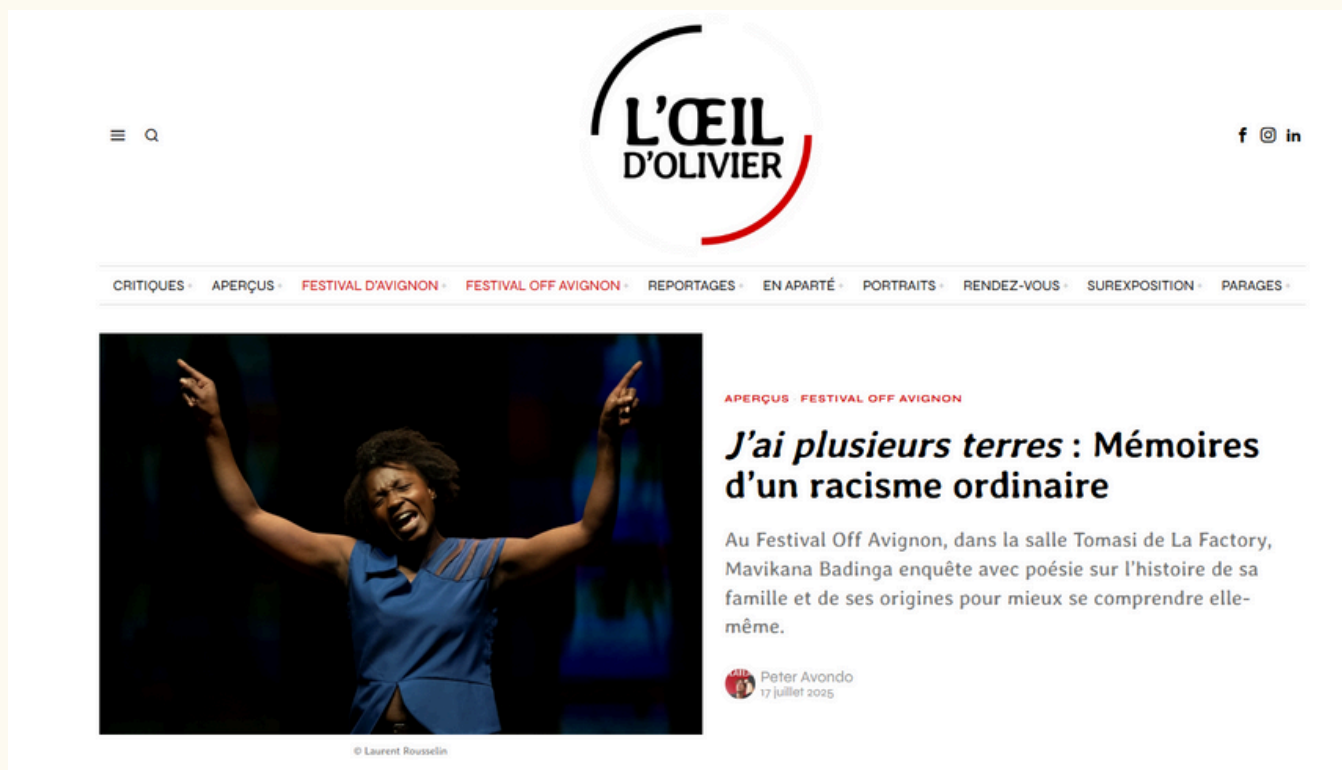 L'ŒIL
D'OLIVIER
CRITIQUES APERÇUS FESTIVAL D'AVIGNON FESTIVAL OFF AVIGNON REPORTAGES EN APARTÉ PORTRAITS RENDEZ-VOUS SUREXPOSITION PARAGES
APERÇUS FESTIVAL OFF AVIGNON
J'ai plusieurs terres : Mémoires
d'un racisme ordinaire
Au Festival Off Avignon, dans la salle Tomasi de La Factory,
Mavikana Badinga enquête avec poésie sur l'histoire de sa
famille et de ses origines pour mieux se comprendre elle-
même.
Peter Avondo
17 juillet 2025
© Laurent Rousselin